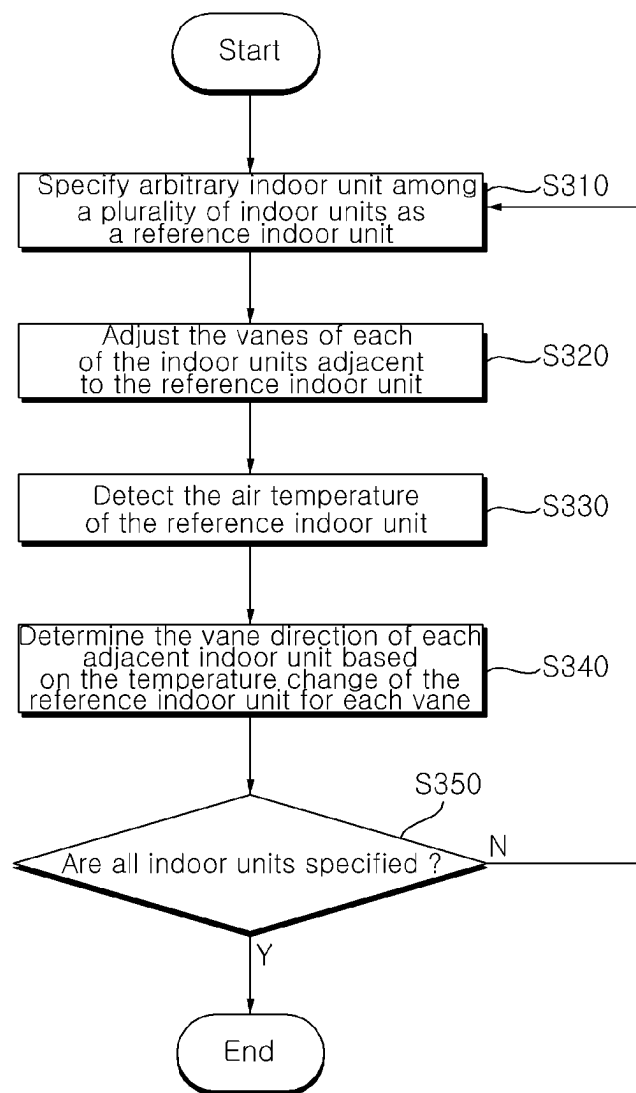 Start
Specify arbitrary indoor unit among
a plurality of indoor units as
a reference indoor unit
S310
Adjust the vanes of each
of the indoor units adjacent
to the reference indoor unit
S320
Detect the air temperature
of the reference indoor unit
S330
Determine the vane direction of each
adjacent indoor unit based
on the temperature change of the
reference indoor unit for each vane
S340
S350
Are all indoor units specified ?
N
Y
End